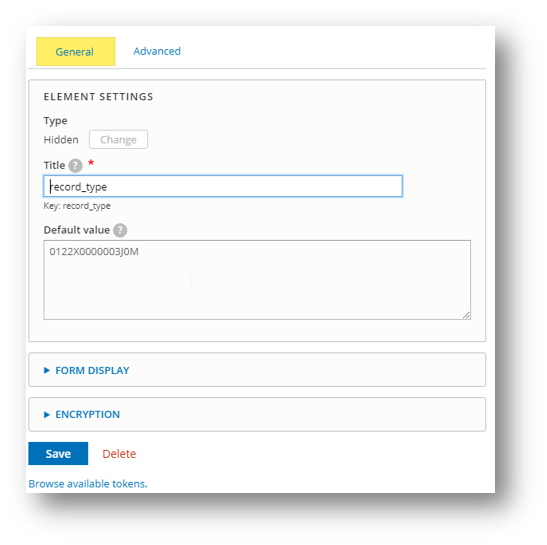 General Advanced
ELEMENT SETTINGS
Type
Hidden Change
Title ? *
record_type
Key: record_type
Default value ?
0122X0000003J0M
FORM DISPLAY
ENCRYPTION
Save Delete
Browse available tokens.